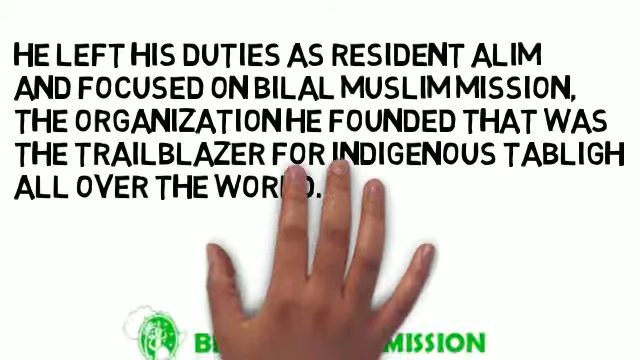 HE LEFT HIS DUTIES AS RESIDENT ALIM
AND FOCUSED ON BILAL MUSLIM MISSION,
THE ORGANIZATION HE FOUNDED THAT WAS
THE TRAILBLAZER FOR INDIGENOUS TABLIGH
ALL OVER THE WORLD.
MISSION